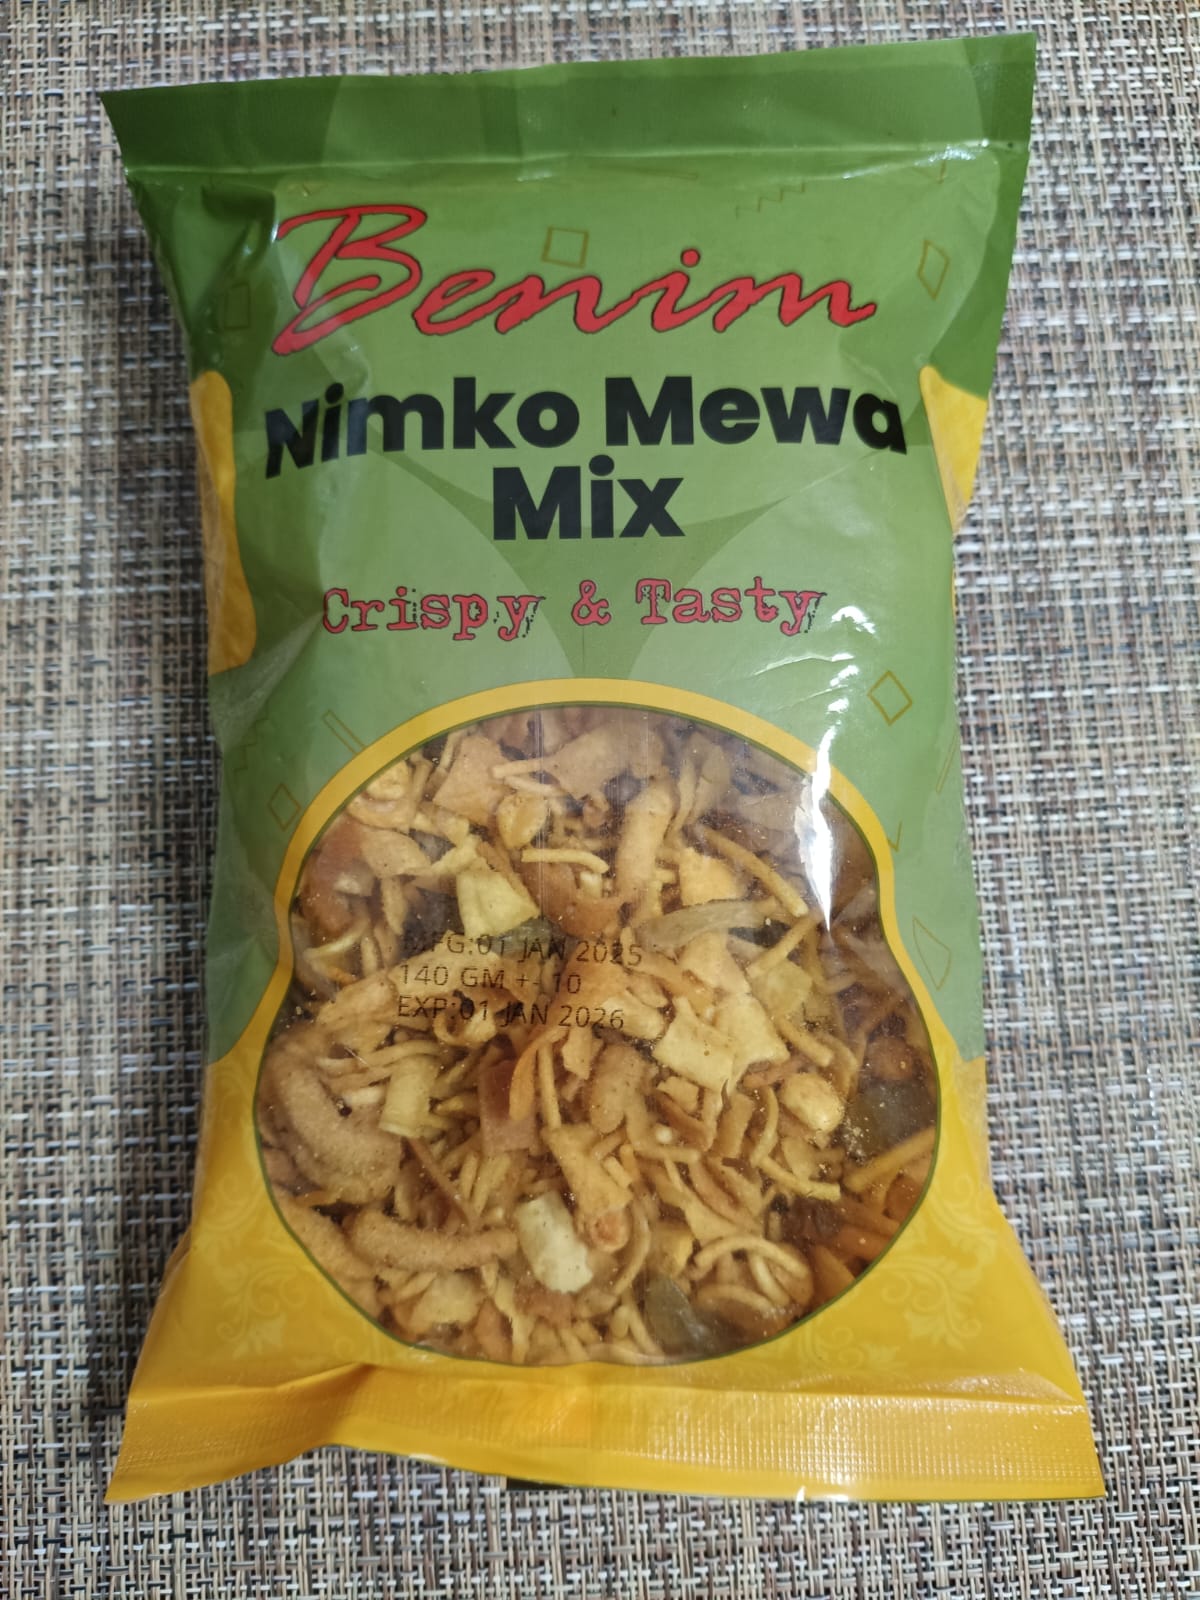 Benim
Nimko Mewa
Mix
Crispy & Tasty
MFG:01 JAN 2025
140 GM +- 10
EXP:01 JAN 2026